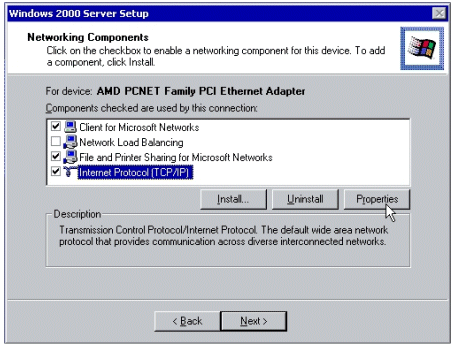 Windows 2000 Server Setup
Networking Components
Click on the checkbox to enable a networking component for this device. To add
a component, click Install.
For device: AMD PCNET Family PCI Ethernet Adapter
Components checked are used by this connection:
Client for Microsoft Networks
Network Load Balancing
File and Printer Sharing for Microsoft Networks
Internet Protocol (TCP/IP)
Install... Uninstall Properties
Description
Transmission Control Protocol/Internet Protocol. The default wide area network
protocol that provides communication across diverse interconnected networks.
< Back Next >